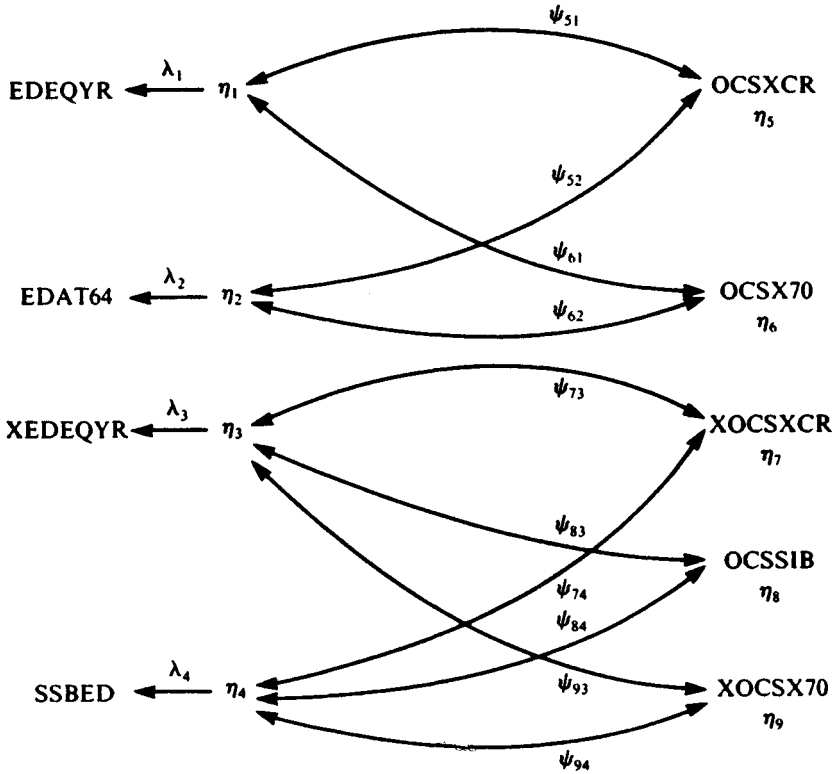 ψ51
λ1
EDEQYR η1 OCSXCR
η5
ψ52
ψ61
λ2
EDAT64 η2 OCSX70
ψ62
η6
ψ73
λ3
XEDEQYR η3 XOCSXCR
η7
ψ83
OCSSIB
ψ74
η8
ψ84
λ4
SSBED η4 ψ93 XOCSX70
η9
ψ94